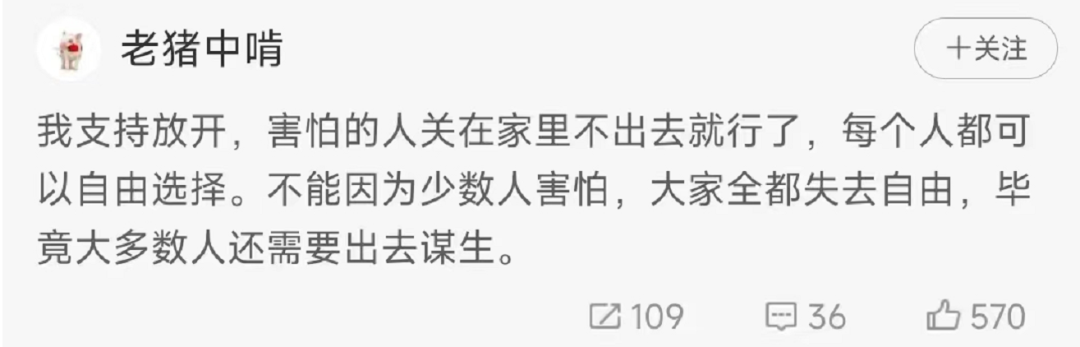 老猪中啃
+关注
我支持放开，害怕的人关在家里不出去就行了，每个人都可
以自由选择。不能因为少数人害怕，大家全都失去自由，毕
竟大多数人还需要出去谋生。
109 36 570